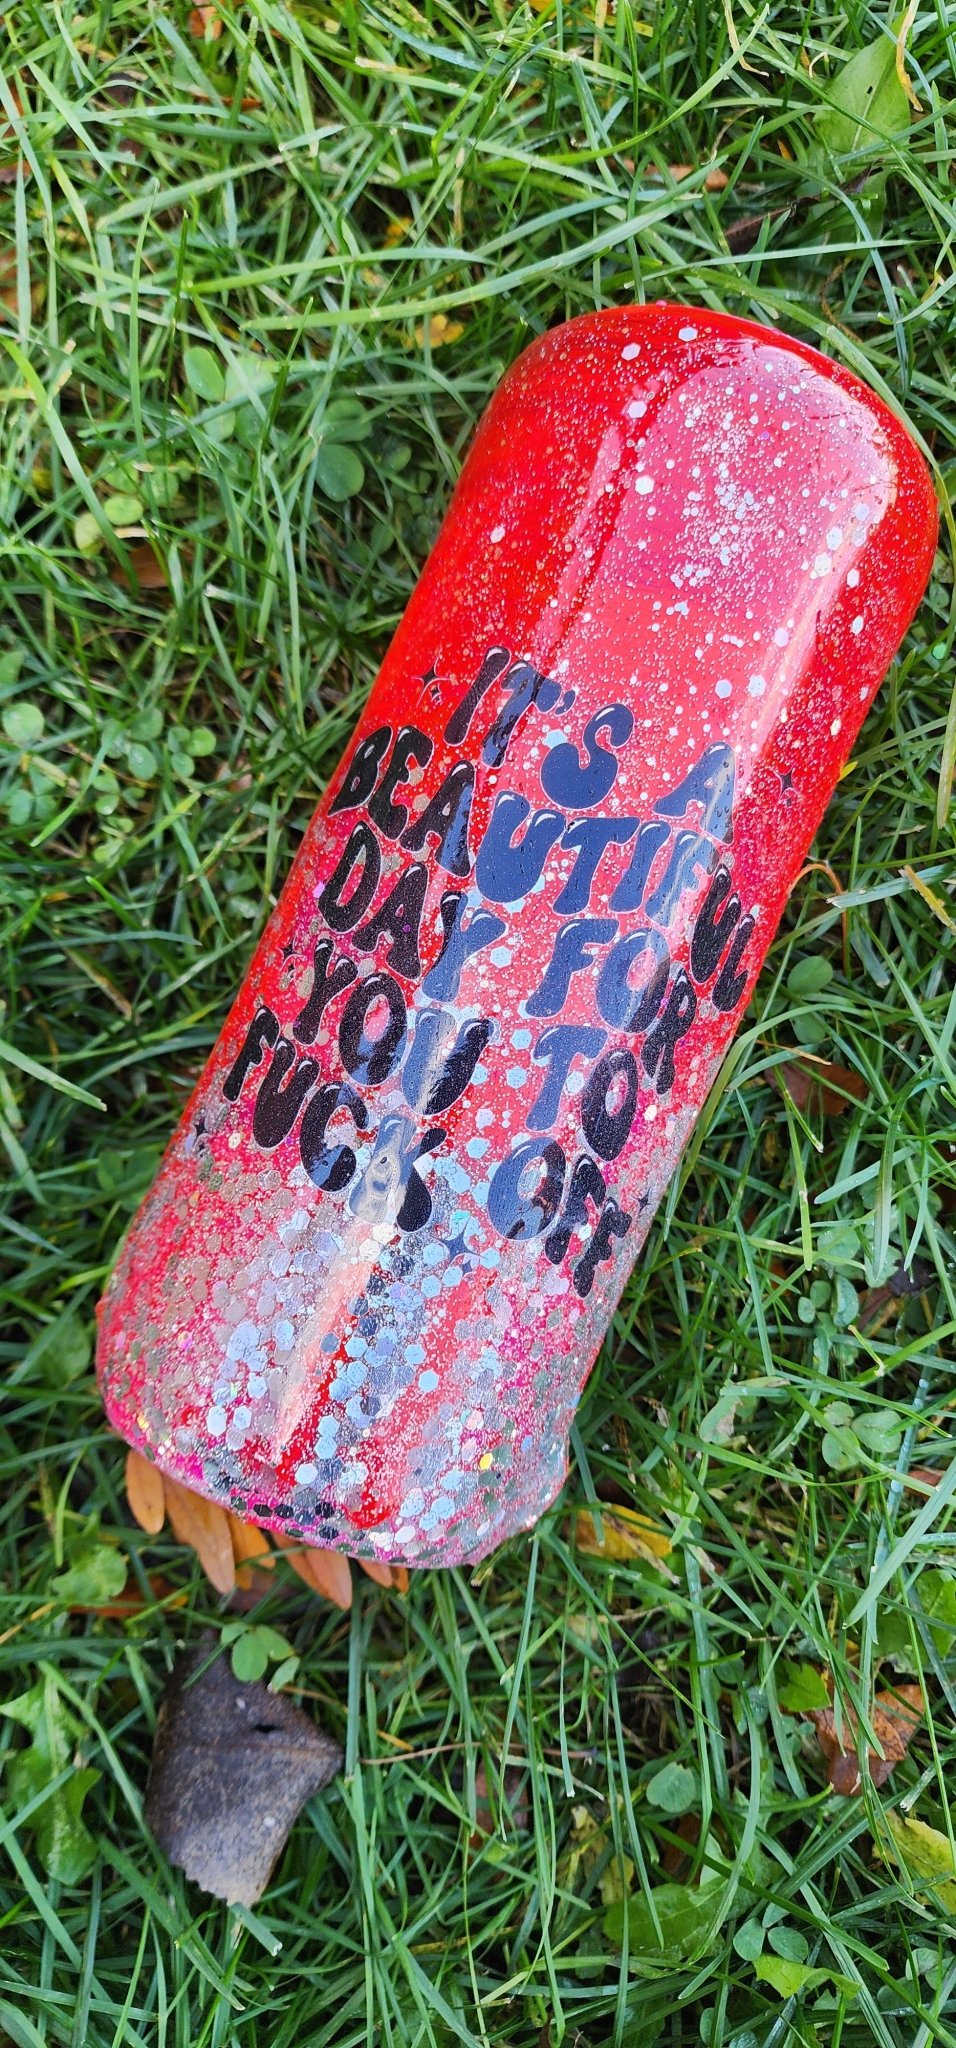 IT'S A
BEAUTIFUL
DAY FOR
YOU TO
FUCK OFF